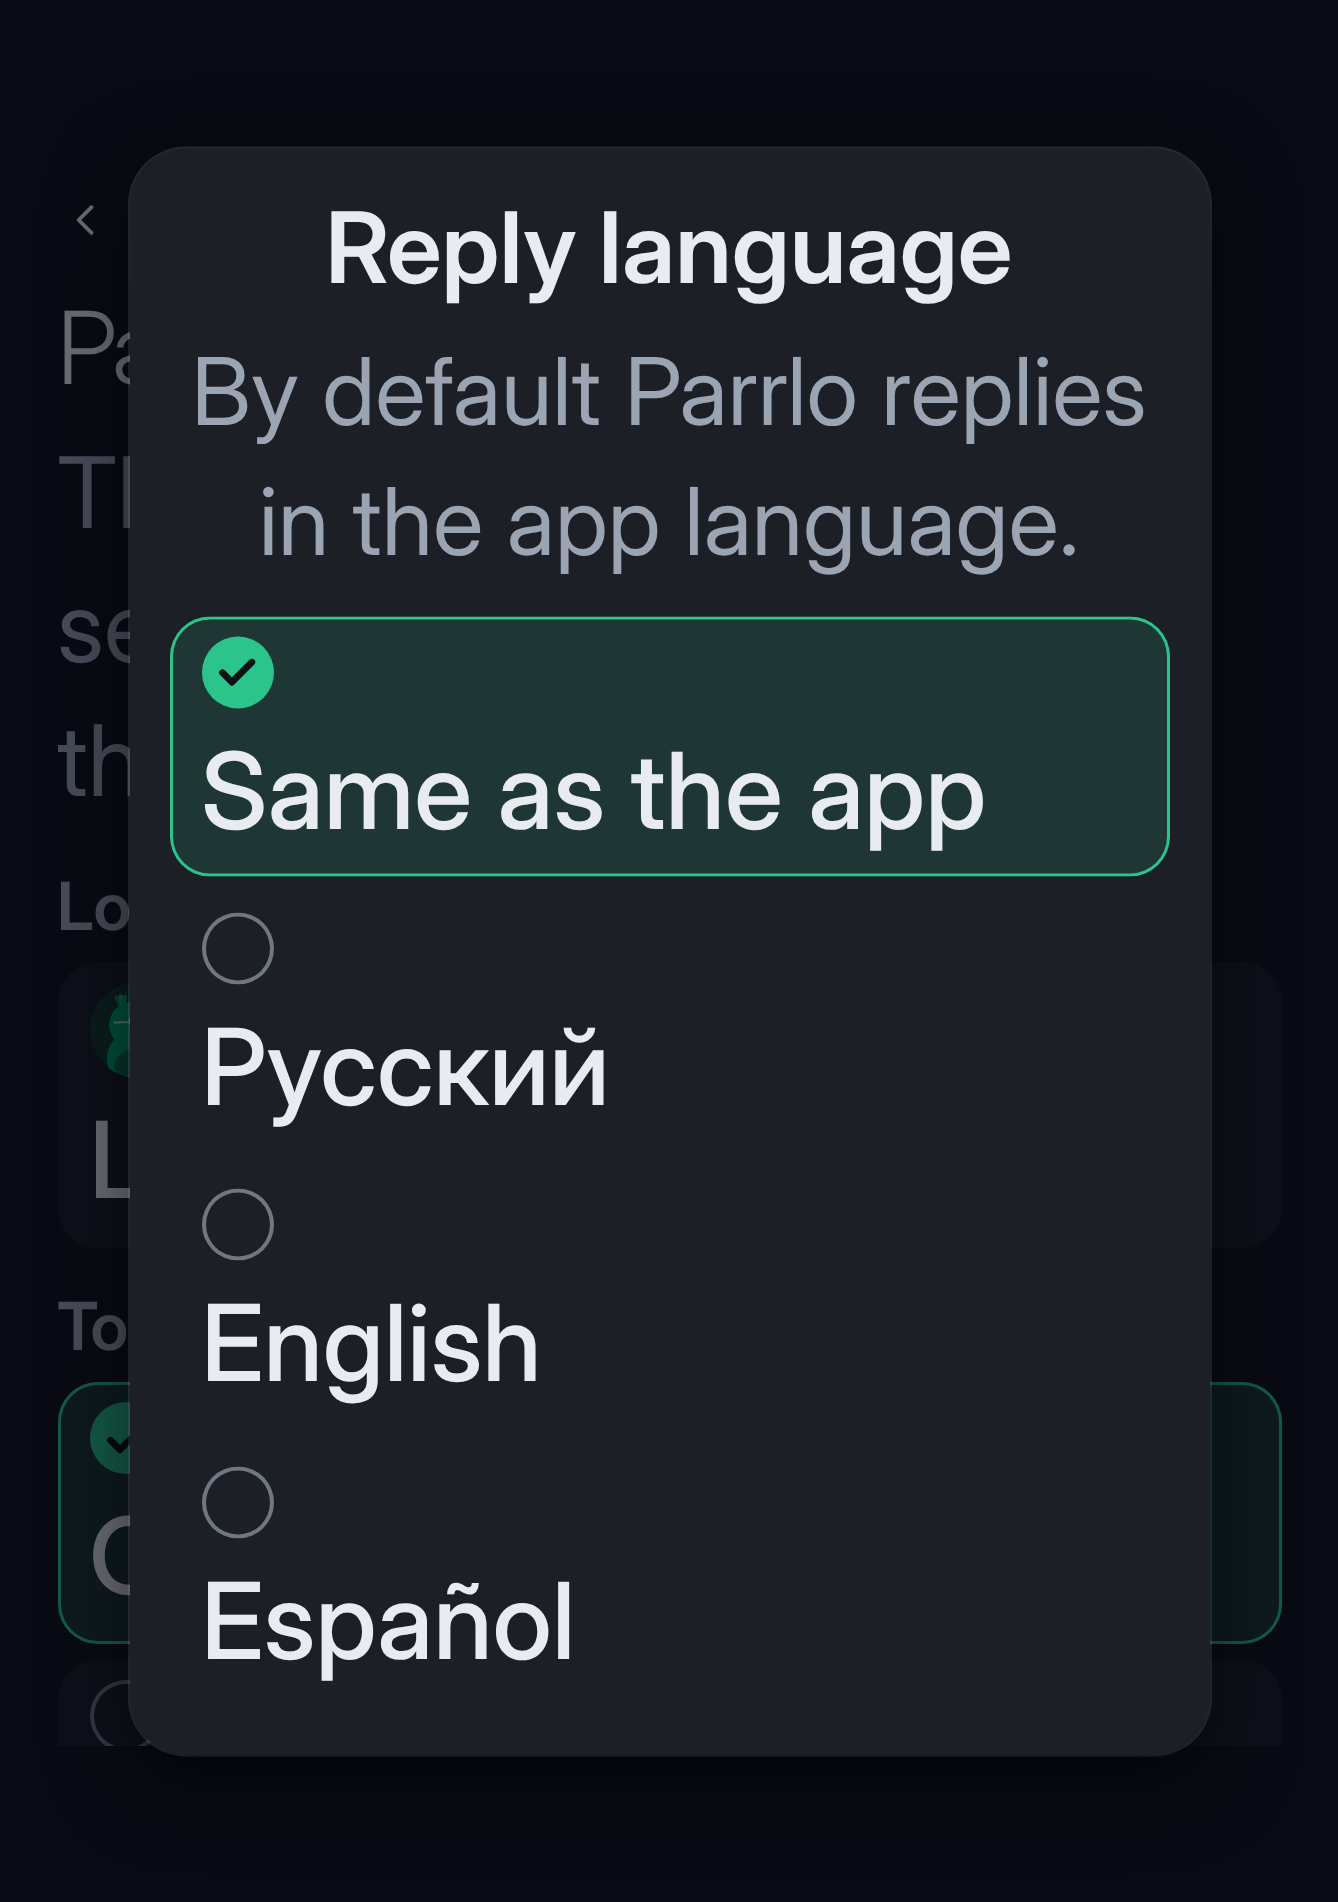 Reply language
By default Parrlo replies
in the app language.
Same as the app
Русский
English
Español